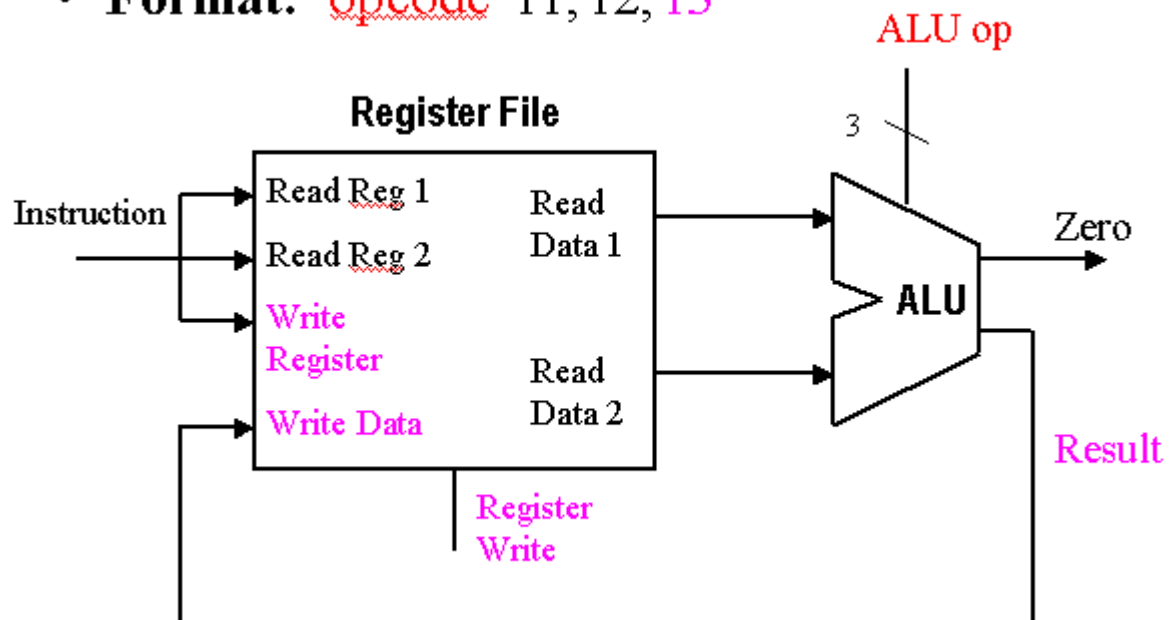 • Format: opcode r1, r2, r3
ALU op
3
Register File
Instruction
Read Reg 1
Read Reg 2
Write
Register
Write Data
Read
Data 1
Read
Data 2
Register
Write
ALU
Zero
Result